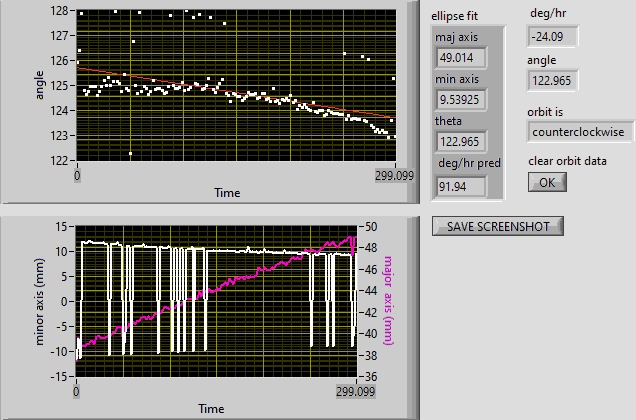 128
127
126
125
124
123
122
angle
0
299.099
Time
ellipse fit
maj axis
49.014
min axis
9.53925
theta
122.965
deg/hr pred
91.94
deg/hr
-24.09
angle
122.965
orbit is
counterclockwise
clear orbit data
OK
SAVE SCREENSHOT
15
10
5
0
-5
-10
-15
minor axis (mm)
50
48
46
44
42
40
38
36
major axis (mm)
0
299.099
Time